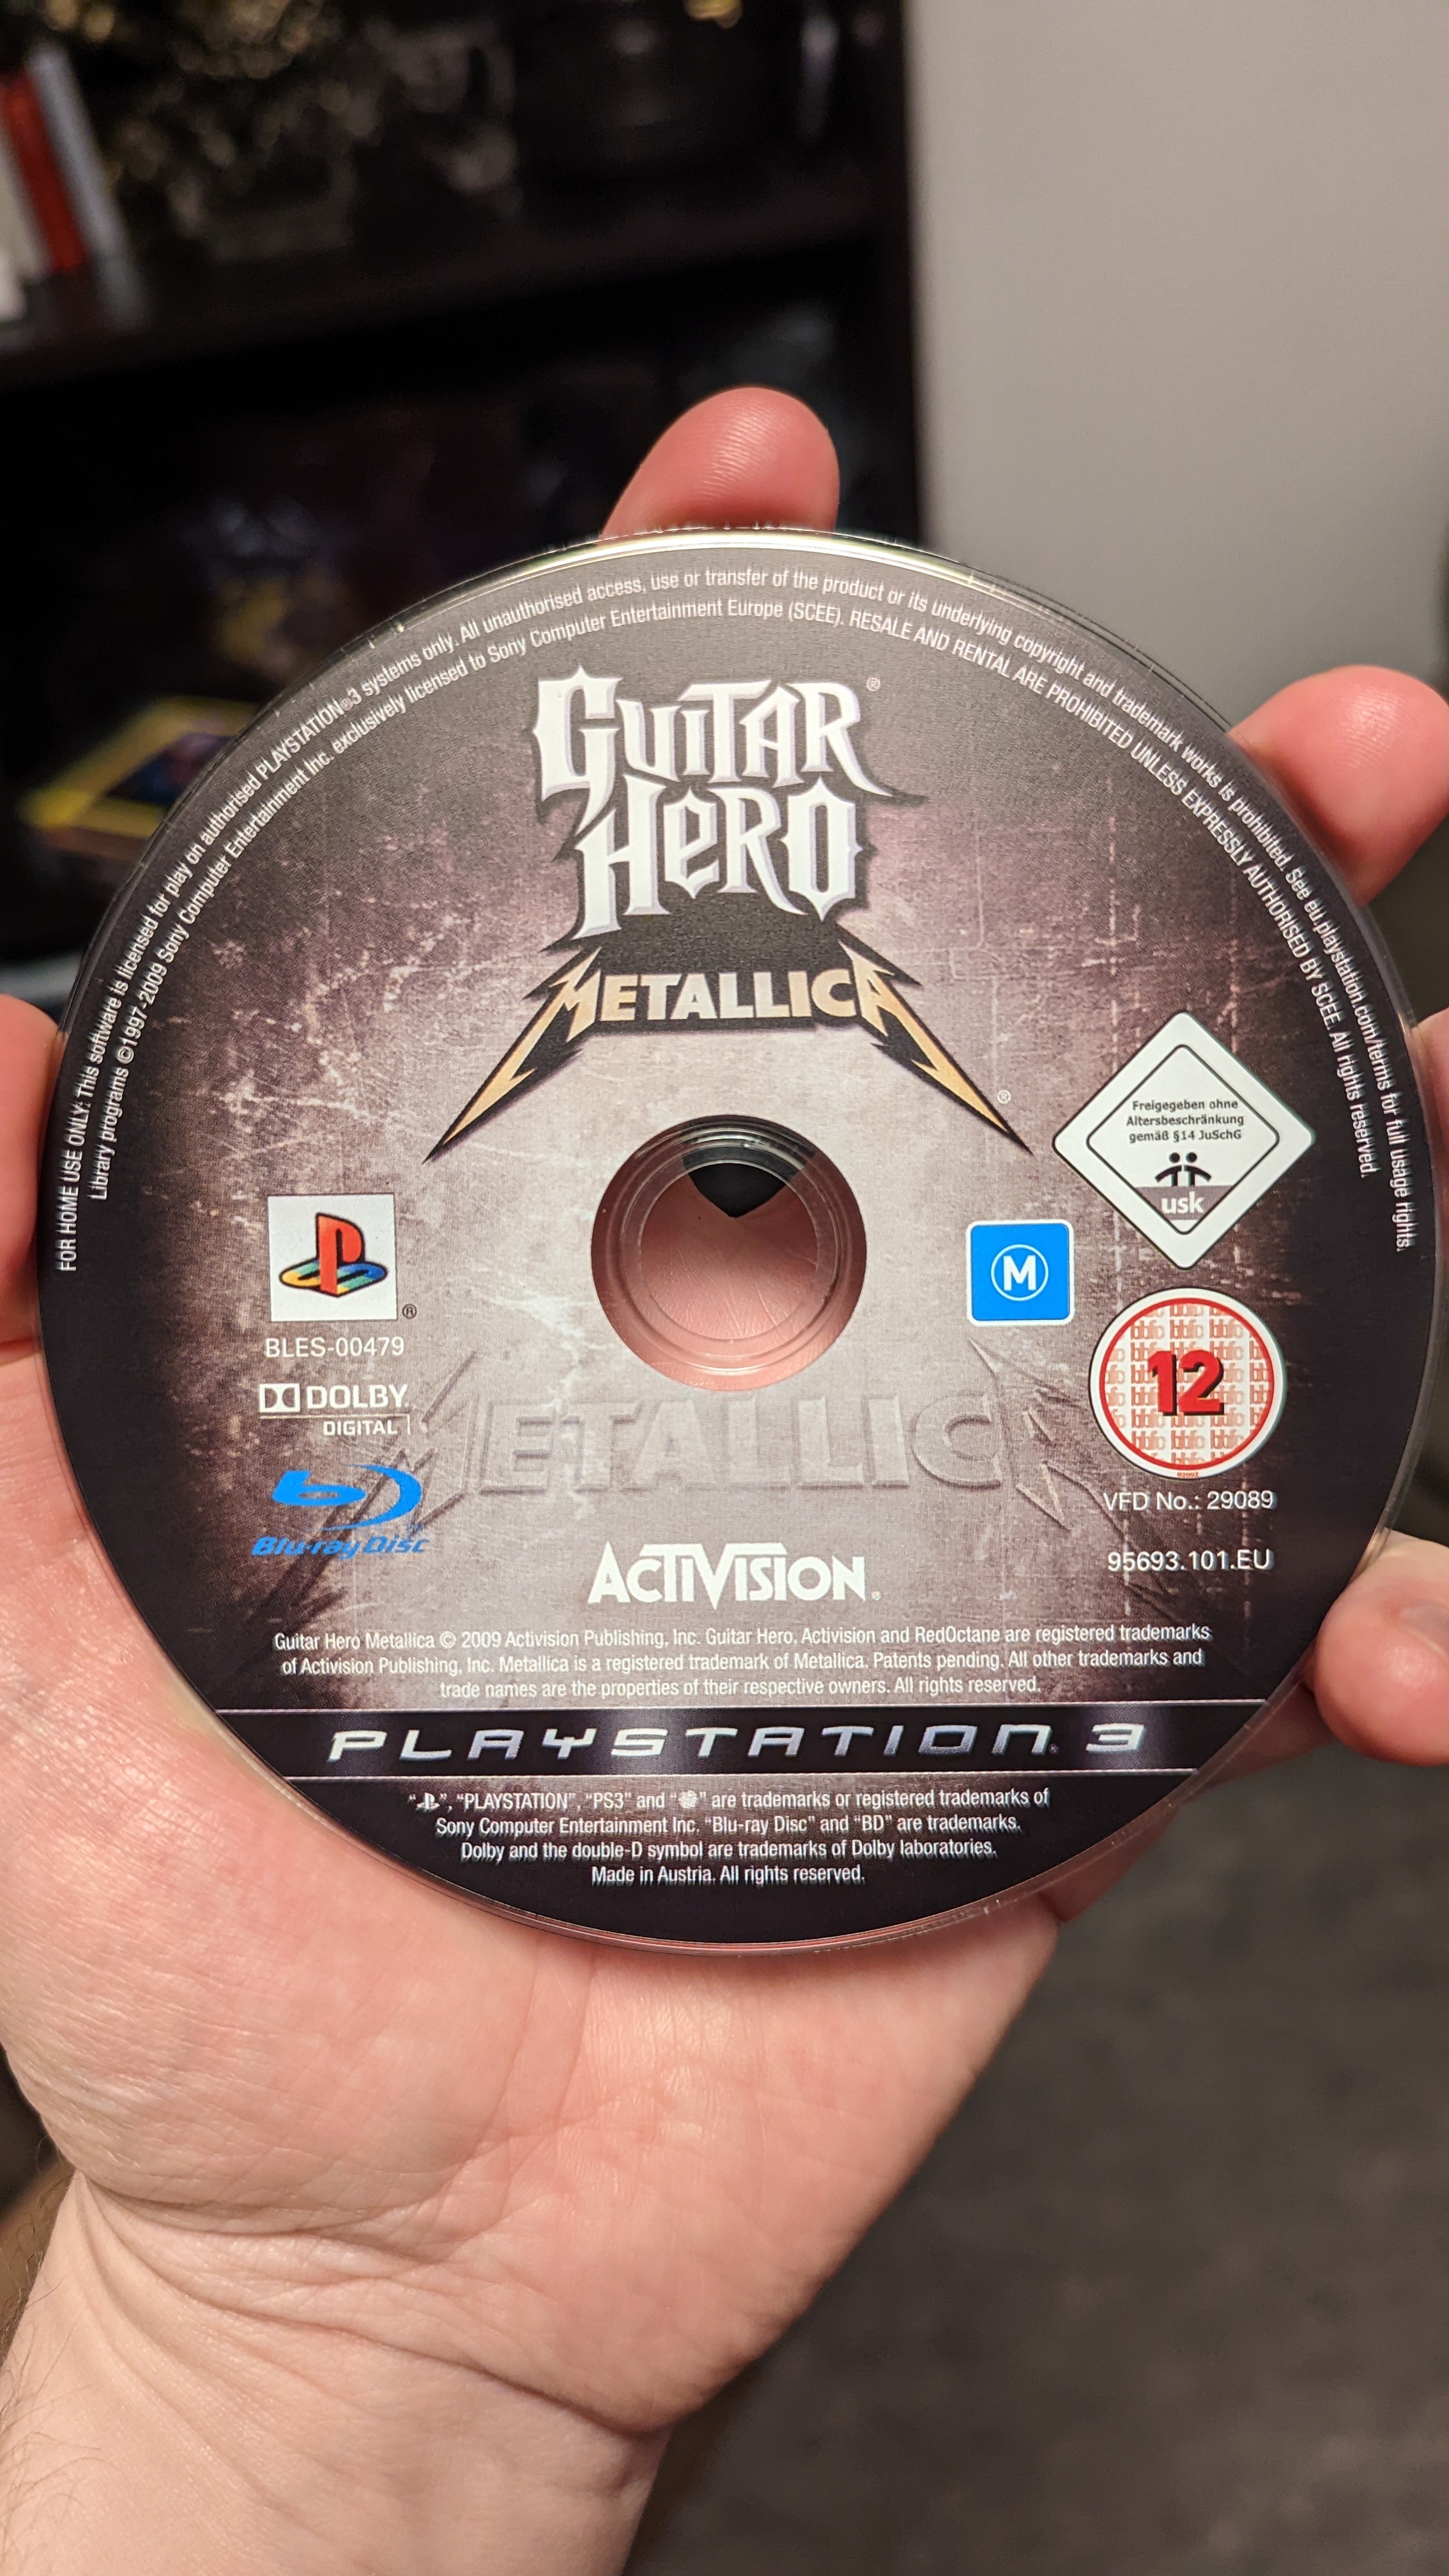 FOR HOME USE ONLY: This software is licensed for play on authorised PLAYSTATION®3 systems only. All unauthorised access, use or transfer of the product or its underlying copyright and trademark works is prohibited. See eu.playstation.com/terms for full usage rights.
Library programs ©1997-2009 Sony Computer Entertainment Inc. exclusively licensed to Sony Computer Entertainment Europe (SCEE). RESALE AND RENTAL ARE PROHIBITED UNLESS EXPRESSLY AUTHORISED BY SCEE. All rights reserved.
GUITAR®
HERO
METALLICA®
Freigegeben ohne
Altersbeschränkung
gemäß §14 JuSchG
usk
M
®
BLES-00479
12
DOLBY
DIGITAL
ETALLIC
VFD No.: 29089
Blu-ray Disc
95693.101.EU
ACTIVISION®
Guitar Hero Metallica © 2009 Activision Publishing, Inc. Guitar Hero, Activision and RedOctane are registered trademarks
of Activision Publishing, Inc. Metallica is a registered trademark of Metallica. Patents pending. All other trademarks and
trade names are the properties of their respective owners. All rights reserved.
PLAYSTATION® 3
“ ”, “PLAYSTATION”, “PS3” and “ ” are trademarks or registered trademarks of
Sony Computer Entertainment Inc. “Blu-ray Disc” and “BD” are trademarks.
Dolby and the double-D symbol are trademarks of Dolby laboratories.
Made in Austria. All rights reserved.